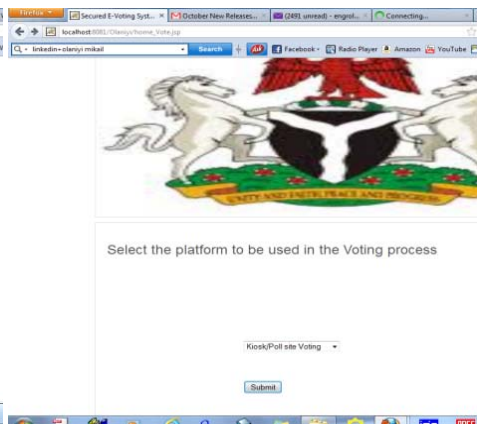 Firefox
Secured E-Voting Syst... × October New Releases... × (2491 unread) - engrol... × Connecting...
localhost:8081/Olaniyi/home_Vote.jsp
linkedin+olaniyi mikail Search Facebook Radio Player Amazon YouTube
UNITY AND FAITH, PEACE AND PROGRESS
Select the platform to be used in the Voting process
Kiosk/Poll site Voting
Submit